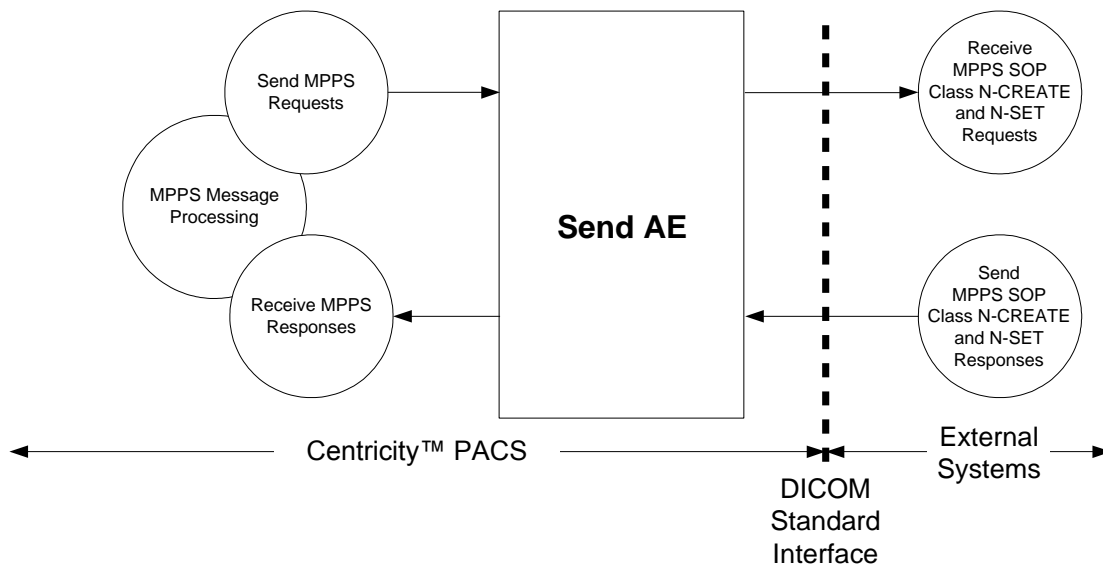 Send MPPS
Requests
MPPS Message
Processing
Receive MPPS
Responses
Send AE
Receive
MPPS SOP
Class N-CREATE
and N-SET
Requests
Send
MPPS SOP
Class N-CREATE
and N-SET
Responses
Centricity™ PACS
DICOM
Standard
Interface
External
Systems